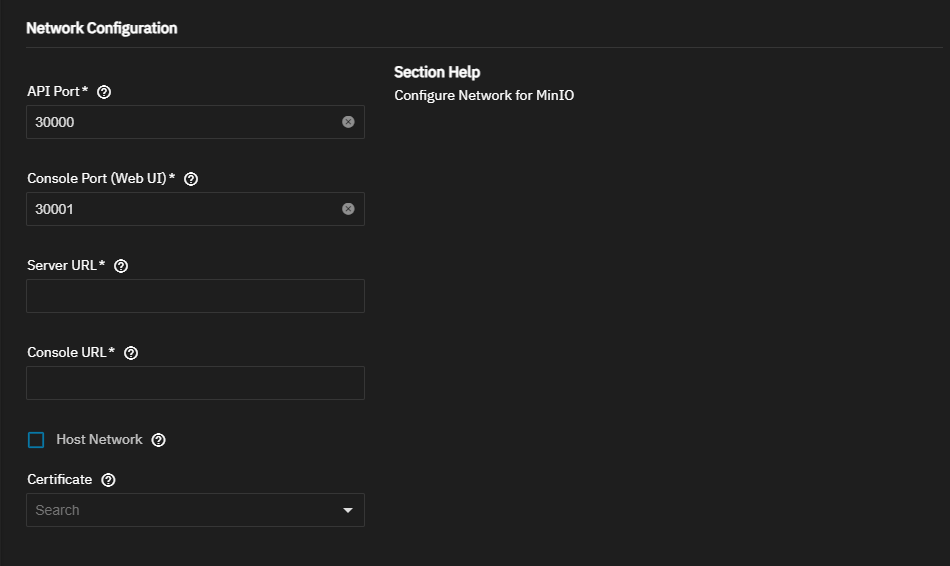 Network Configuration
API Port*
30000
Console Port (Web UI)*
30001
Server URL*
Console URL*
Host Network
Certificate
Search
Section Help
Configure Network for MinIO